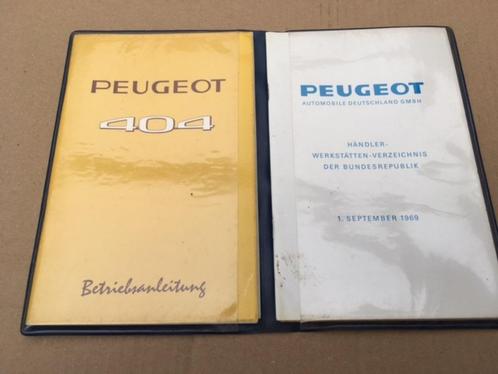 PEUGEOT
404
Betriebsanleitung
PEUGEOT
AUTOMOBILE DEUTSCHLAND GMBH
HÄNDLER-
WERKSTÄTTEN-VERZEICHNIS
DER BUNDESREPUBLIK
1. SEPTEMBER 1969